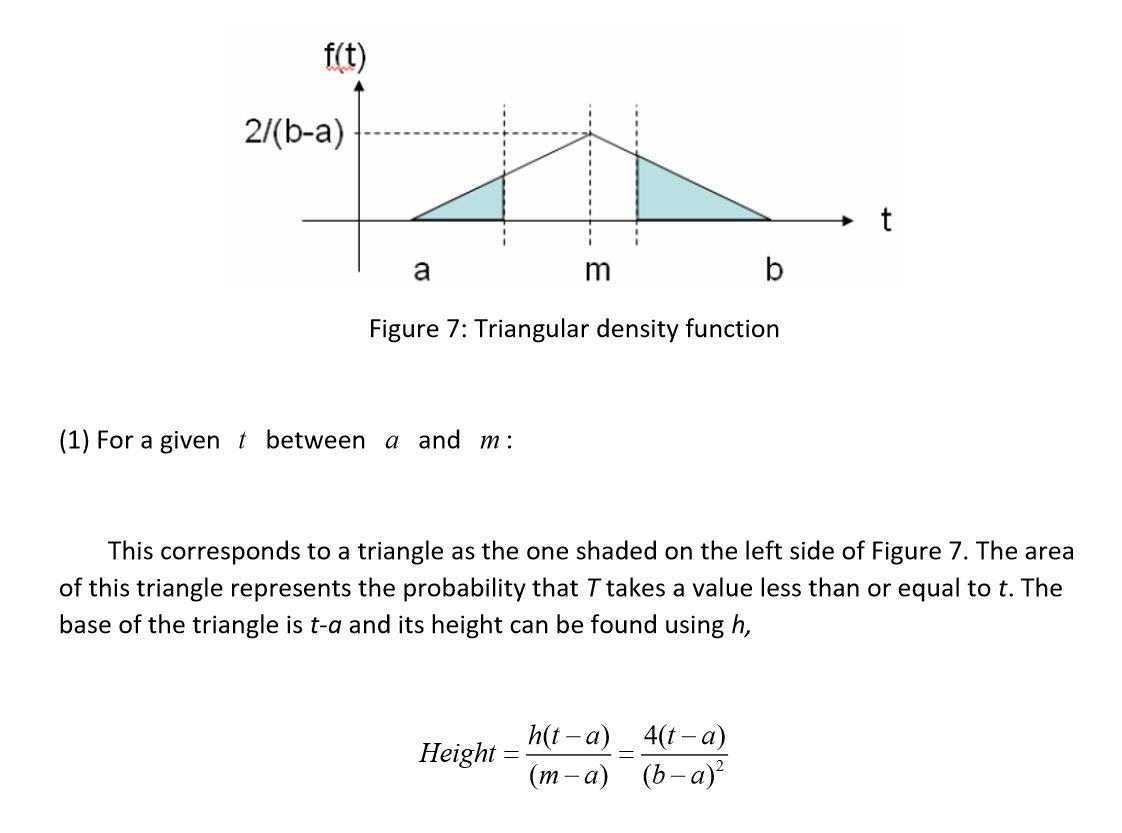 f(t)
2/(b-a)
t
a m b
Figure 7: Triangular density function
(1) For a given t between a and m:
This corresponds to a triangle as the one shaded on the left side of Figure 7. The area
of this triangle represents the probability that T takes a value less than or equal to t. The
base of the triangle is t-a and its height can be found using h,
Height = h(t – a) / (m – a) = 4(t – a) / (b – a)²